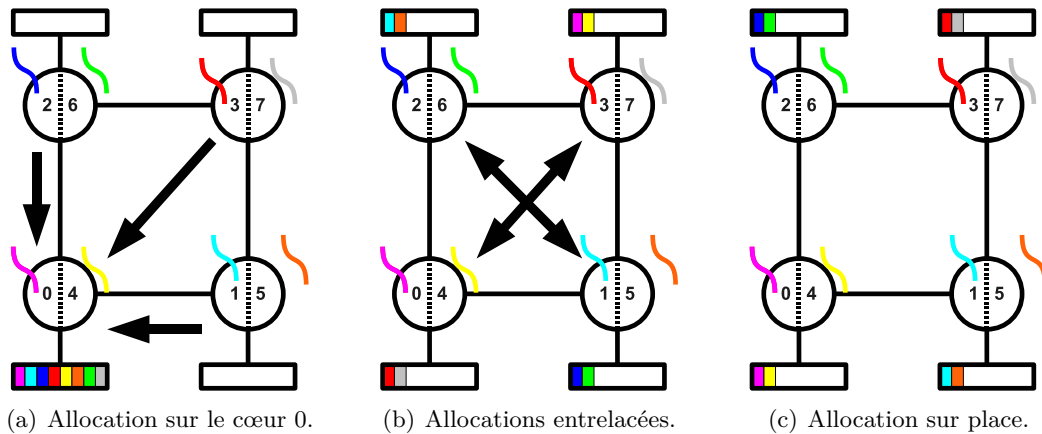 2 6 3 7 2 6 3 7 2 6 3 7
0 4 1 5 0 4 1 5 0 4 1 5
(a) Allocation sur le cœur 0. (b) Allocations entrelacées. (c) Allocation sur place.